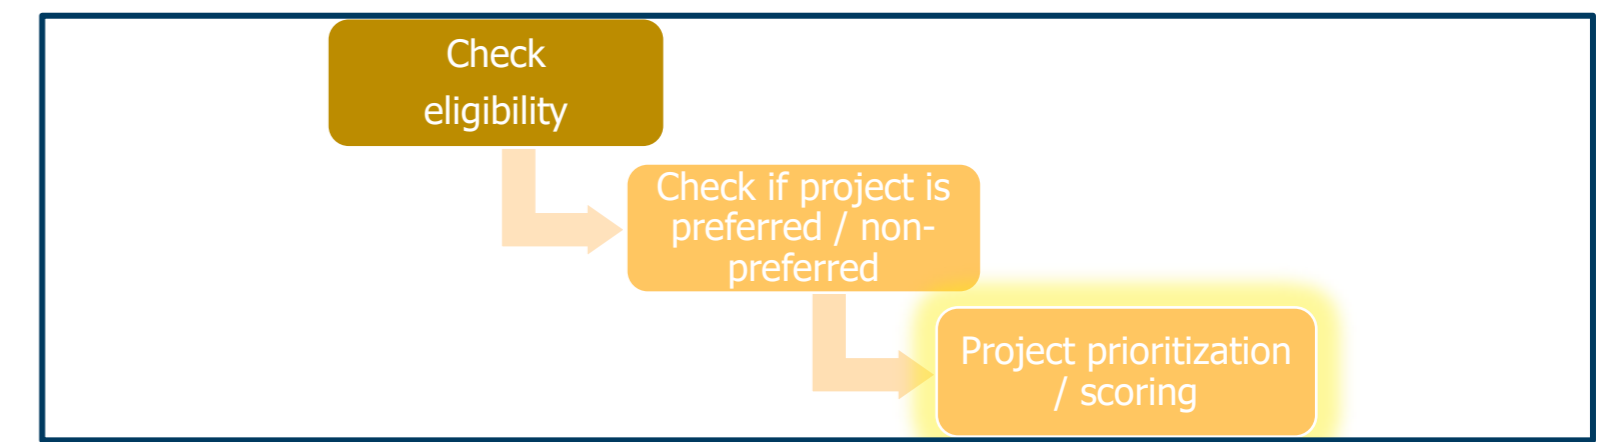 Check
eligibility
Check if project is
preferred / non-
preferred
Project prioritization
/ scoring